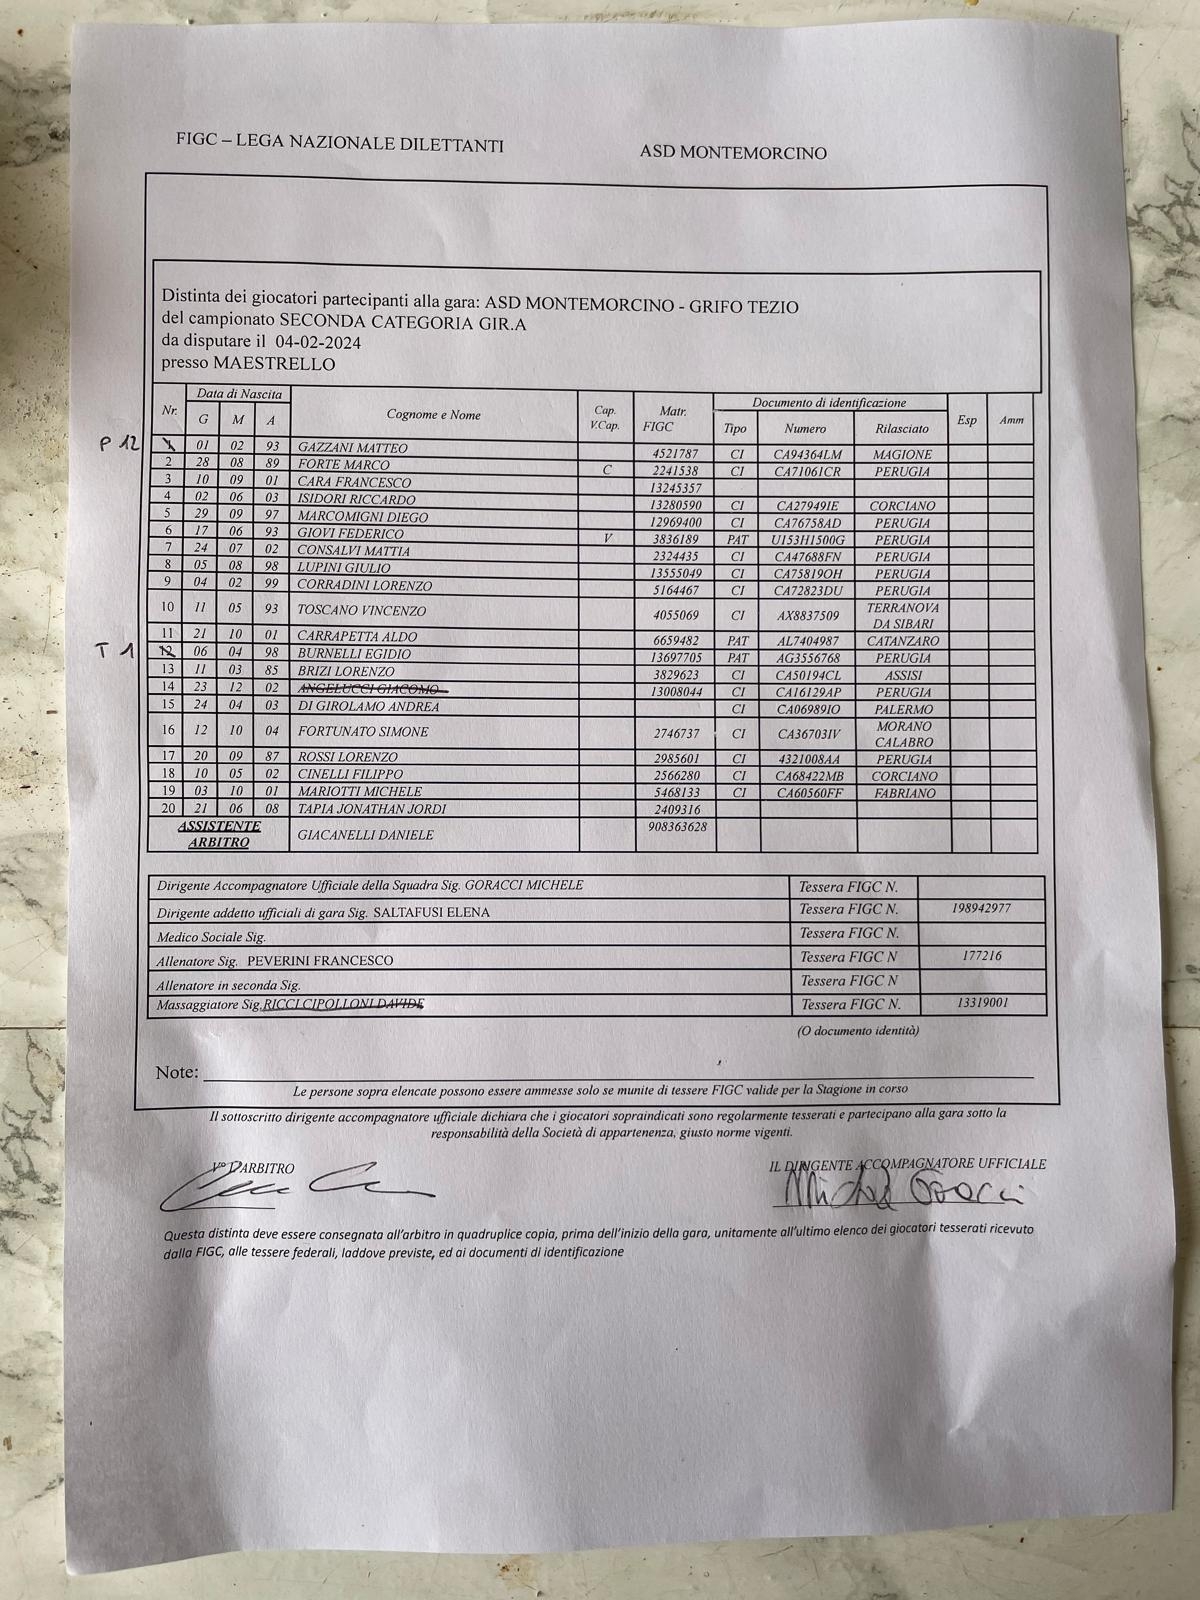 FIGC – LEGA NAZIONALE DILETTANTI ASD MONTEMORCINO
Distinta dei giocatori partecipanti alla gara: ASD MONTEMORCINO - GRIFO TEZIO
del campionato SECONDA CATEGORIA GIR.A
da disputare il 04-02-2024
presso MAESTRELLO
Nr. Data di Nascita Cognome e Nome Cap. V.Cap. Matr. FIGC Documento di identificazione Esp Amm
G M A Tipo Numero Rilasciato
P 12 1 01 02 93 GAZZANI MATTEO 4521787 CI CA94364LM MAGIONE
2 28 08 89 FORTE MARCO C 2241538 CI CA71061CR PERUGIA
3 10 09 01 CARA FRANCESCO 13245357
4 02 06 03 ISIDORI RICCARDO 13280590 CI CA27949IE CORCIANO
5 29 09 97 MARCOMIGNI DIEGO 12969400 CI CA76758AD PERUGIA
6 17 06 93 GIOVI FEDERICO V 3836189 PAT U153H1500G PERUGIA
7 24 07 02 CONSALVI MATTIA 2324435 CI CA47688FN PERUGIA
8 05 08 98 LUPINI GIULIO 13555049 CI CA75819OH PERUGIA
9 04 02 99 CORRADINI LORENZO 5164467 CI CA72823DU PERUGIA
10 11 05 93 TOSCANO VINCENZO 4055069 CI AX8837509 TERRANOVA DA SIBARI
11 21 10 01 CARRAPETTA ALDO 6659482 PAT AL7404987 CATANZARO
T 1 12 06 04 98 BURNELLI EGIDIO 13697705 PAT AG3556768 PERUGIA
13 11 03 85 BRIZI LORENZO 3829623 CI CA50194CL ASSISI
14 23 12 02 ANGELUCCI GIACOMO 13008044 CI CA16129AP PERUGIA
15 24 04 03 DI GIROLAMO ANDREA CI CA06989IO PALERMO
16 12 10 04 FORTUNATO SIMONE 2746737 CI CA36703IV MORANO CALABRO
17 20 09 87 ROSSI LORENZO 2985601 CI 4321008AA PERUGIA
18 10 05 02 CINELLI FILIPPO 2566280 CI CA68422MB CORCIANO
19 03 10 01 MARIOTTI MICHELE 5468133 CI CA60560FF FABRIANO
20 21 06 08 TAPIA JONATHAN JORDI 2409316
ASSISTENTE ARBITRO GIACANELLI DANIELE 908363628
Dirigente Accompagnatore Ufficiale della Squadra Sig. GORACCI MICHELE Tessera FIGC N.
Dirigente addetto ufficiali di gara Sig. SALTAFUSI ELENA Tessera FIGC N. 198942977
Medico Sociale Sig. Tessera FIGC N.
Allenatore Sig. PEVERINI FRANCESCO Tessera FIGC N 177216
Allenatore in seconda Sig. Tessera FIGC N
Massaggiatore Sig.RICCI CIPOLLONI DAVIDE Tessera FIGC N. 13319001
(O documento identità)
Note:
Le persone sopra elencate possono essere ammesse solo se munite di tessere FIGC valide per la Stagione in corso
Il sottoscritto dirigente accompagnatore ufficiale dichiara che i giocatori sopraindicati sono regolarmente tesserati e partecipano alla gara sotto la
responsabilità della Società di appartenenza, giusto norme vigenti.
V° L'ARBITRO IL DIRIGENTE ACCOMPAGNATORE UFFICIALE
Michele Goracci
Questa distinta deve essere consegnata all'arbitro in quadruplice copia, prima dell'inizio della gara, unitamente all'ultimo elenco dei giocatori tesserati ricevuto
dalla FIGC, alle tessere federali, laddove previste, ed ai documenti di identificazione